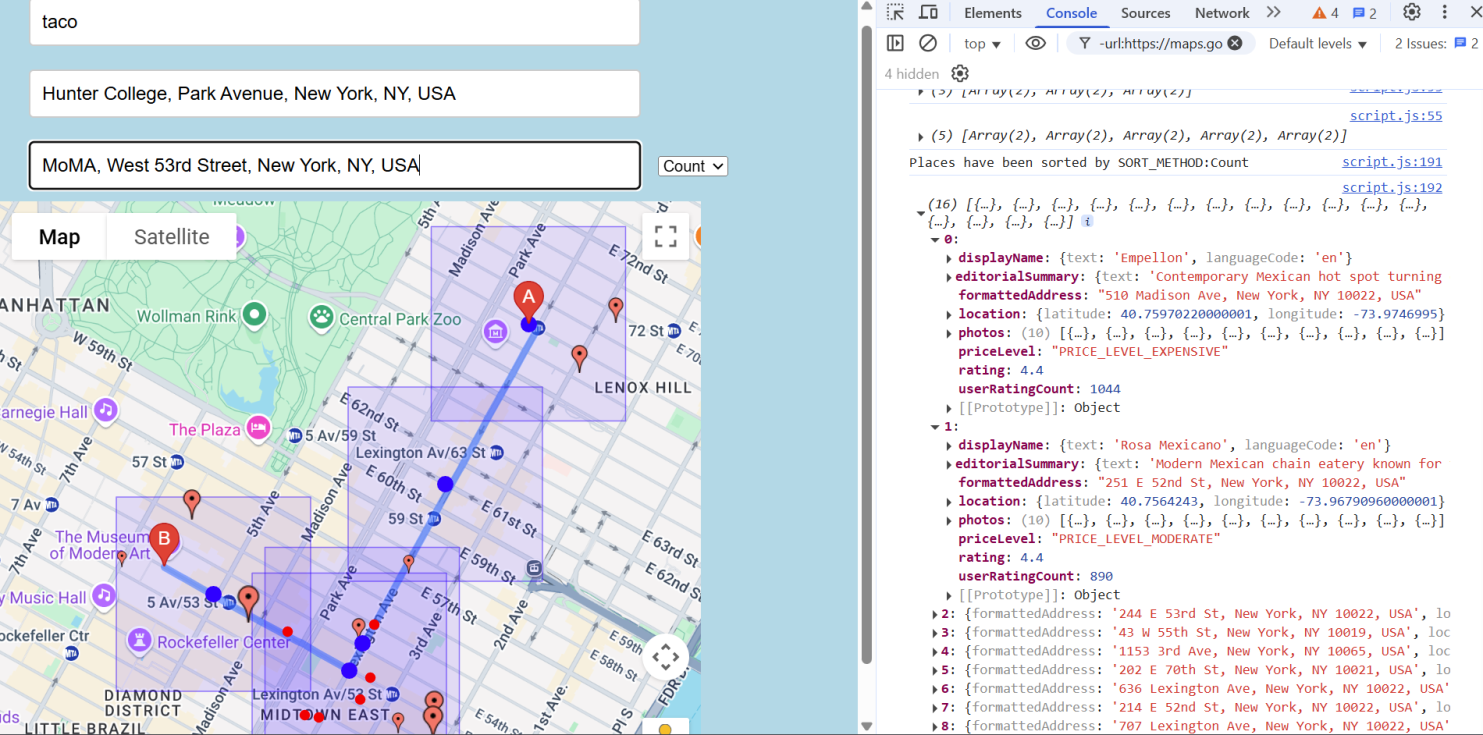 taco
Hunter College, Park Avenue, New York, NY, USA
MoMA, West 53rd Street, New York, NY, USA
Count
Map
Satellite
5th Ave
Madison Ave
Park Ave
E 72nd St
MANHATTAN
Wollman Rink
Central Park Zoo
72 St
W 59th St
LENOX HILL
Carnegie Hall
The Plaza
5 Av/59 St
E 62nd St
Lexington Av/63 St
W 54th St
7th Ave
57 St
E 60th St
7 Av
5th Ave
Madison Ave
59 St
E 61st St
The Museum
of Modern Art
7th Ave
E 59th St
E 63rd St
E 62nd St
Park Ave
E 57th St
Music Hall
5 Av/53 St
Lexington Ave
3rd Ave
2nd Ave
E 59th St
Rockefeller Ctr
Rockefeller Center
E 58th St
Lexington Av/53 St
DIAMOND
DISTRICT
MIDTOWN EAST
Madison Ave
E 54th St
1st Ave.
FDR
LITTLE BRAZIL
Elements
Console
Sources
Network
4
2
top
-url:https://maps.go
Default levels
2 Issues:
2
4 hidden
(3) [Array(2), Array(2), Array(2)]
script.js:55
(5) [Array(2), Array(2), Array(2), Array(2), Array(2)]
Places have been sorted by SORT_METHOD:Count script.js:191
script.js:192
(16) [{…}, {…}, {…}, {…}, {…}, {…}, {…}, {…}, {…}, {…}, {…}, {…},
{…}, {…}, {…}, {…}] i
0:
displayName: {text: 'Empellon', languageCode: 'en'}
editorialSummary: {text: 'Contemporary Mexican hot spot turning
formattedAddress: "510 Madison Ave, New York, NY 10022, USA"
location: {latitude: 40.75970220000001, longitude: -73.9746995}
photos: (10) [{…}, {…}, {…}, {…}, {…}, {…}, {…}, {…}, {…}, {…}]
priceLevel: "PRICE_LEVEL_EXPENSIVE"
rating: 4.4
userRatingCount: 1044
[[Prototype]]: Object
1:
displayName: {text: 'Rosa Mexicano', languageCode: 'en'}
editorialSummary: {text: 'Modern Mexican chain eatery known for
formattedAddress: "251 E 52nd St, New York, NY 10022, USA"
location: {latitude: 40.7564243, longitude: -73.96790960000001}
photos: (10) [{…}, {…}, {…}, {…}, {…}, {…}, {…}, {…}, {…}, {…}]
priceLevel: "PRICE_LEVEL_MODERATE"
rating: 4.4
userRatingCount: 890
[[Prototype]]: Object
2: {formattedAddress: '244 E 53rd St, New York, NY 10022, USA', lo
3: {formattedAddress: '43 W 55th St, New York, NY 10019, USA', loc
4: {formattedAddress: '1153 3rd Ave, New York, NY 10065, USA', loc
5: {formattedAddress: '202 E 70th St, New York, NY 10021, USA', lo
6: {formattedAddress: '636 Lexington Ave, New York, NY 10022, USA'
7: {formattedAddress: '214 E 52nd St, New York, NY 10022, USA', lo
8: {formattedAddress: '707 Lexington Ave, New York, NY 10022, USA'